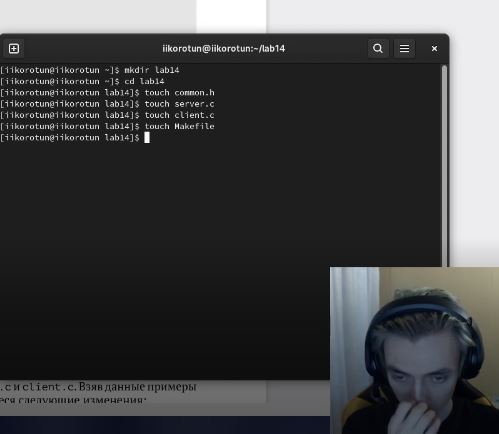 iikorotun@iikorotun:~/lab14
[iikorotun@iikorotun ~]$ mkdir lab14
[iikorotun@iikorotun ~]$ cd lab14
[iikorotun@iikorotun lab14]$ touch common.h
[iikorotun@iikorotun lab14]$ touch server.c
[iikorotun@iikorotun lab14]$ touch client.c
[iikorotun@iikorotun lab14]$ touch Makefile
[iikorotun@iikorotun lab14]$
.c и client.c. Взяв данные примеры
еся следующие изменения: